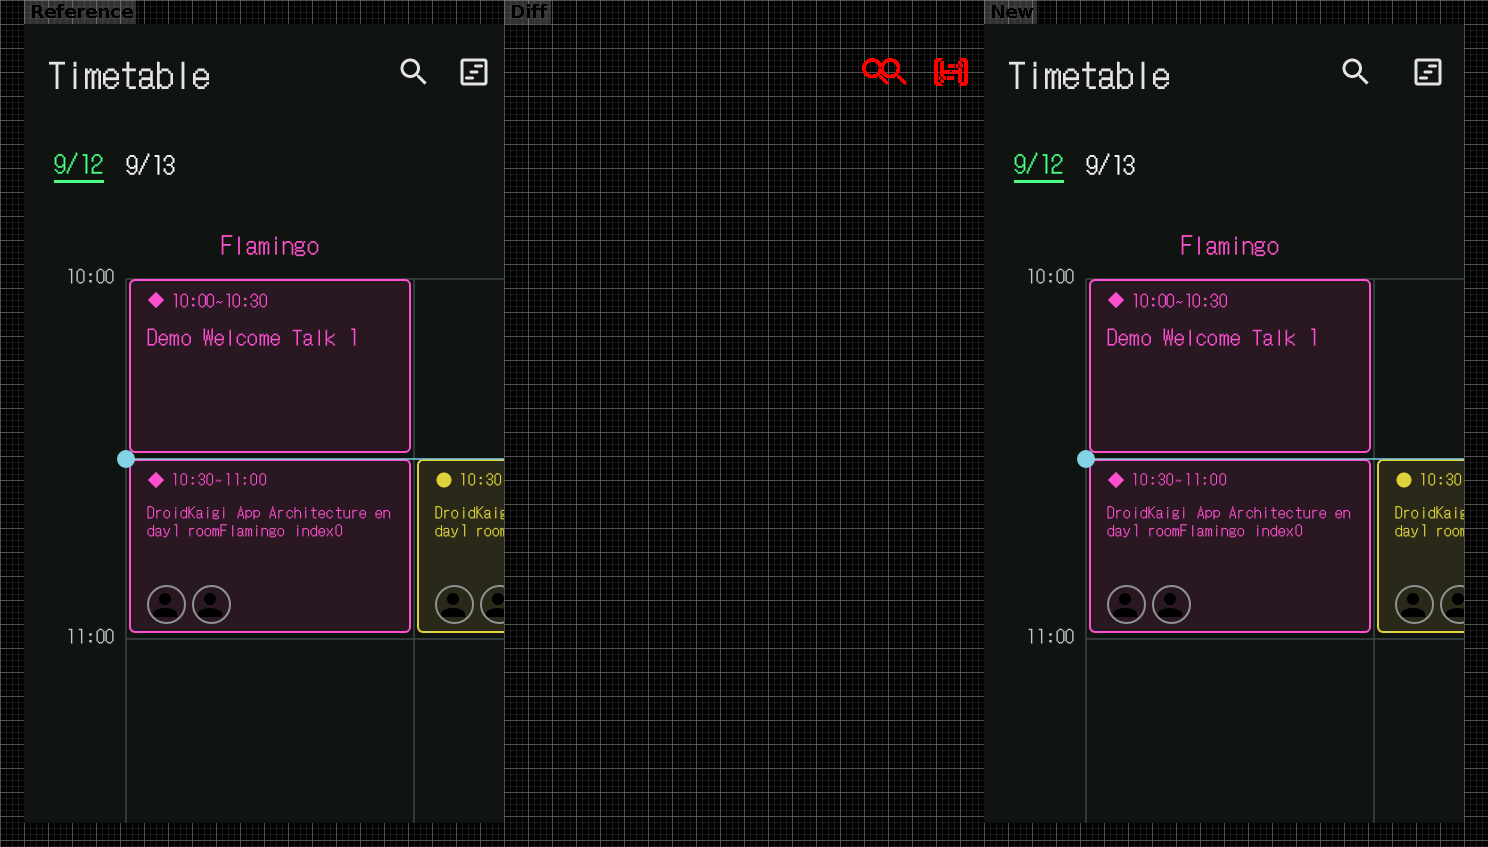 Reference
Diff
New
Timetable
9/12 9/13
Flamingo
10:00
10:00~10:30
Demo Welcome Talk 1
10:30~11:00
DroidKaigi App Architecture en
day1 roomFlamingo index0
10:30
DroidKaig
day1 room
11:00
Timetable
9/12 9/13
Flamingo
10:00
10:00~10:30
Demo Welcome Talk 1
10:30~11:00
DroidKaigi App Architecture en
day1 roomFlamingo index0
10:30
DroidKaig
day1 room
11:00